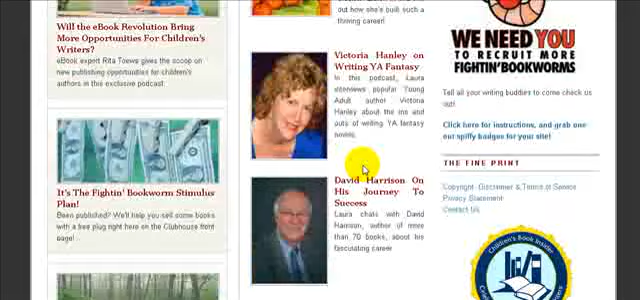 Will the eBook Revolution Bring
More Opportunities For Children's
Writers?
eBook expert Rita Toews gives the scoop on
new publishing opportunities for children's
authors in this exclusive podcast.
It's The Fightin' Bookworm Stimulus
Plan!
Been published? We'll help you sell some books
with a free plug right here on the Clubhouse front
page!
out how she's built such a
thriving career!
Victoria Hanley on
Writing YA Fantasy
In this podcast, Laura
interviews popular Young
Adult author Victoria
Hanley about the ins and
outs of writing YA fantasy
novels.
David Harrison On
His Journey To
Success
Laura chats with David
Harrison, author of more
than 70 books, about his
fascinating career
WE NEED YOU
TO RECRUIT MORE
FIGHTIN' BOOKWORMS
Tell all your writing buddies to come check us
out!
Click here for instructions, and grab one
our spiffy badges for your site!
THE FINE PRINT
Copyright, Disclaimer & Terms of Service
Privacy Statement
Contact Us
Children's Book Insider